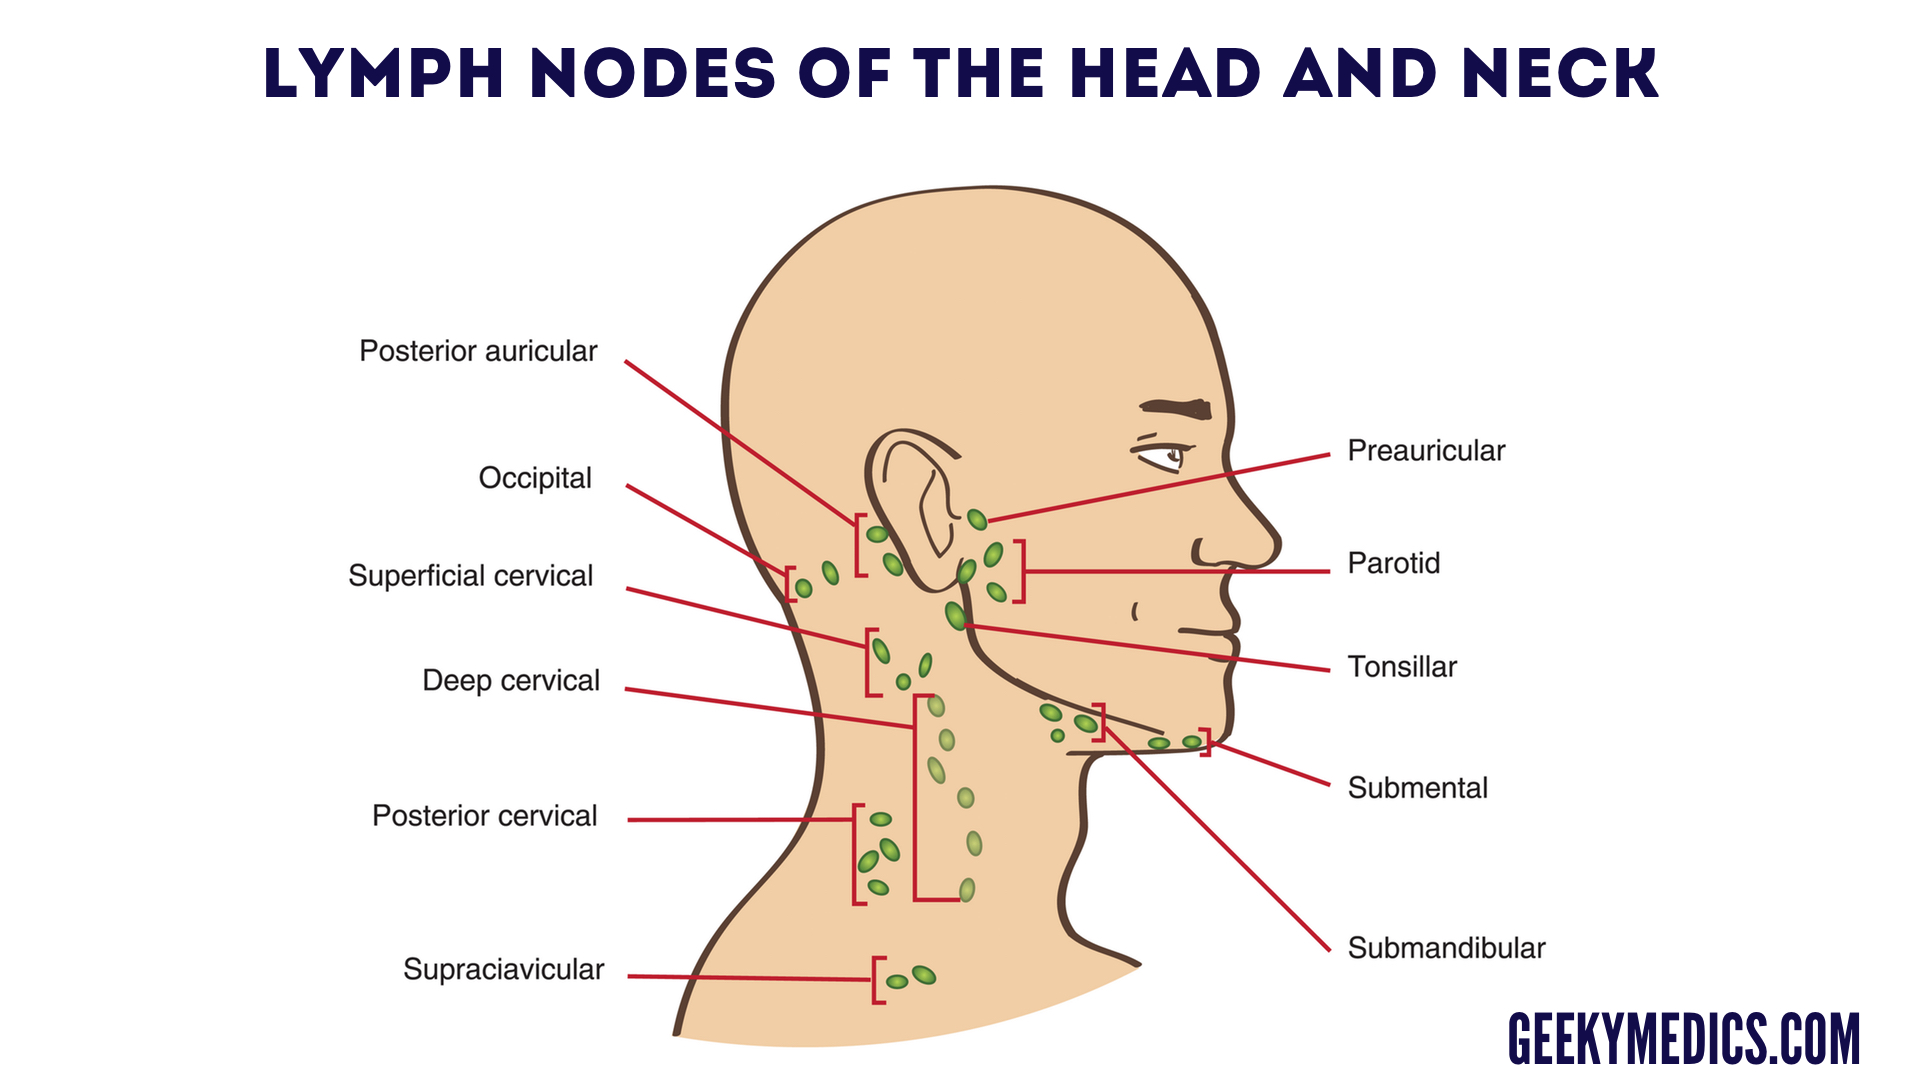 LYMPH NODES OF THE HEAD AND NECK
Posterior auricular
Occipital
Superficial cervical
Deep cervical
Posterior cervical
Supraciavicular
Preauricular
Parotid
Tonsillar
Submental
Submandibular
GEEKYMEDICS.COM